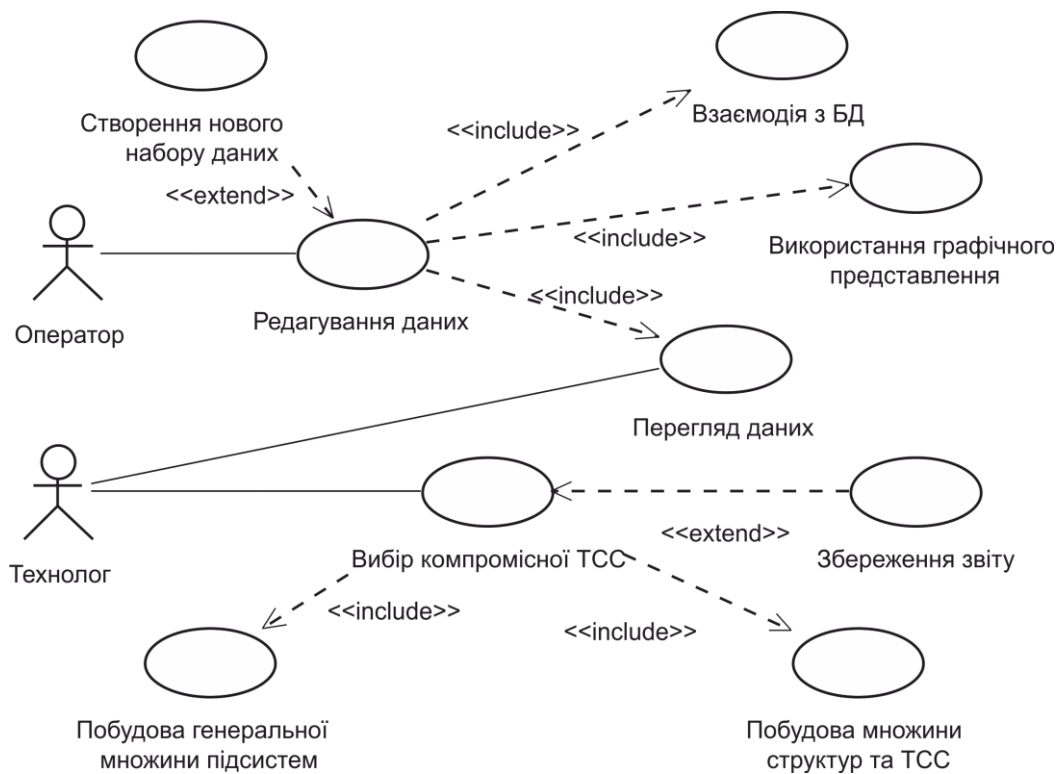 Створення нового
набору даних
<<extend>>
<<include>>
Взаємодія з БД
<<include>>
Використання графічного
представлення
Оператор
Редагування даних
<<include>>
Перегляд даних
Технолог
Вибір компромісної ТСС
<<extend>>
Збереження звіту
<<include>>
<<include>>
Побудова генеральної
множини підсистем
Побудова множини
структур та ТСС